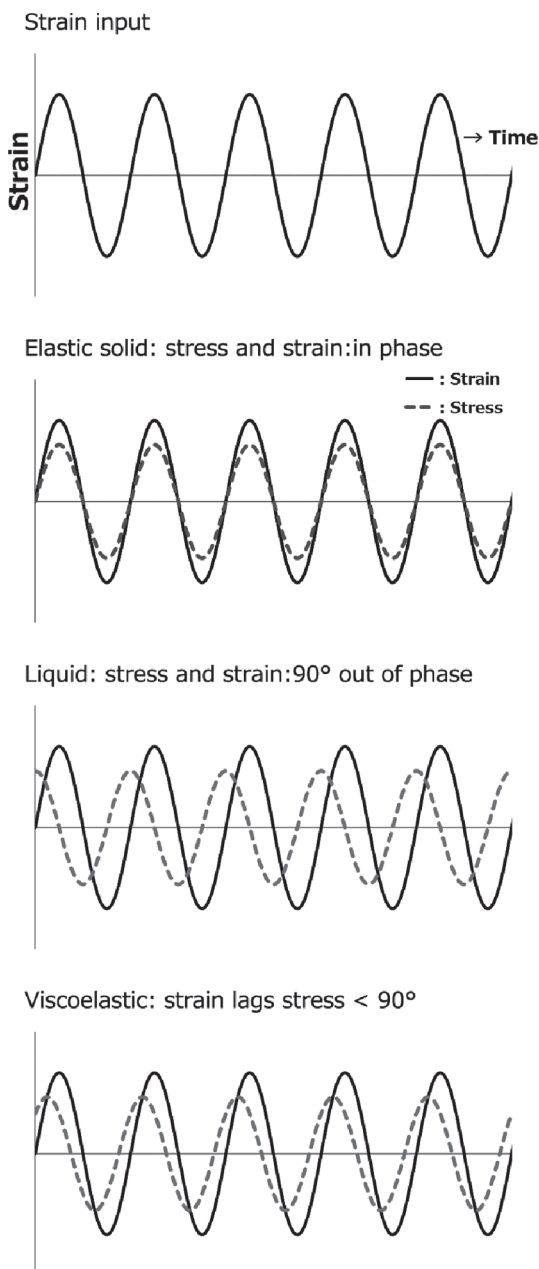 Strain input
Strain
→ Time
Elastic solid: stress and strain:in phase
: Strain
: Stress
Liquid: stress and strain:90° out of phase
Viscoelastic: strain lags stress < 90°